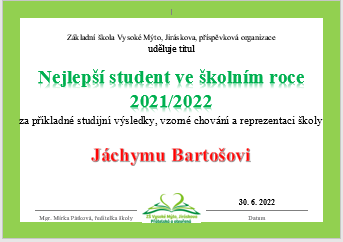 Základní škola Vysoké Mýto, Jiráskova, příspěvková organizace
uděluje titul
Nejlepší student ve školním roce
2021/2022
za příkladné studijní výsledky, vzorné chování a reprezentaci školy
Jáchymu Bartošovi
30. 6. 2022
ZŠ Vysoké Mýto, Jiráskova
Přátelská a otevřená
Mgr. Mirka Pátková, ředitelka školy
Datum